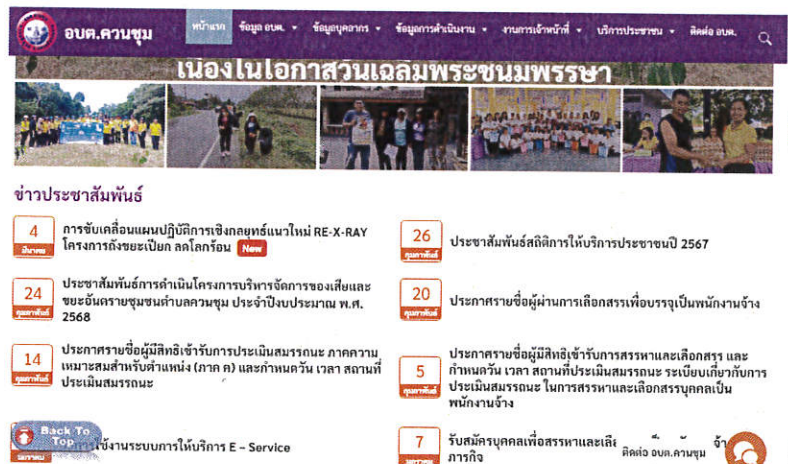 อบต.ควนชุม
หน้าแรก ข้อมูล อบต. ข้อมูลบุคลากร ข้อมูลการดำเนินงาน งานการเจ้าหน้าที่ บริการประชาชน ติดต่อ อบต.
เนื่องในโอกาสวันเฉลิมพระชนมพรรษา
ข่าวประชาสัมพันธ์
4
มีนาคม
การขับเคลื่อนแผนปฏิบัติการเชิงกลยุทธ์แนวใหม่ RE-X-RAY
โครงการถังขยะเปียก ลดโลกร้อน New
26
กุมภาพันธ์
ประชาสัมพันธ์สถิติการให้บริการประชาชนปี 2567
24
กุมภาพันธ์
ประชาสัมพันธ์การดำเนินโครงการบริหารจัดการของเสียและ
ขยะอันตรายชุมชนตำบลควนชุม ประจำปีงบประมาณ พ.ศ.
2568
20
กุมภาพันธ์
ประกาศรายชื่อผู้ผ่านการเลือกสรรเพื่อบรรจุเป็นพนักงานจ้าง
14
กุมภาพันธ์
ประกาศรายชื่อผู้มีสิทธิเข้ารับการประเมินสมรรถนะ ภาคความ
เหมาะสมสำหรับตำแหน่ง (ภาค ค) และกำหนดวัน เวลา สถานที่
ประเมินสมรรถนะ
5
กุมภาพันธ์
ประกาศรายชื่อผู้มีสิทธิเข้ารับการสรรหาและเลือกสรร และ
กำหนดวัน เวลา สถานที่ประเมินสมรรถนะ ระเบียบเกี่ยวกับการ
ประเมินสมรรถนะ ในการสรรหาและเลือกสรรบุคคลเป็น
พนักงานจ้าง
Back To
Top
มกราคม
ใช้งานระบบการให้บริการ E – Service
7
มกราคม
รับสมัครบุคคลเพื่อสรรหาและ
ภารกิจ
ติดต่อ อบต.ควนชุม